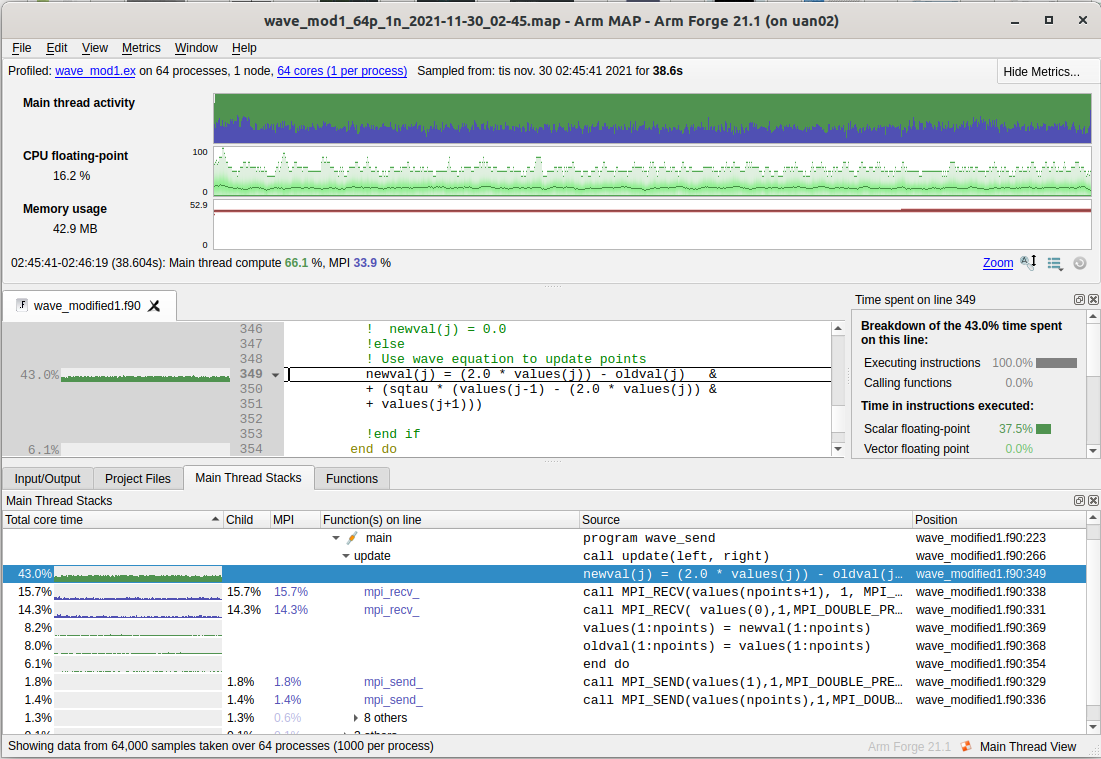 wave_mod1_64p_1n_2021-11-30_02-45.map - Arm MAP - Arm Forge 21.1 (on uan02)
File Edit View Metrics Window Help
Profiled: wave_mod1.ex on 64 processes, 1 node, 64 cores (1 per process) Sampled from: tis nov. 30 02:45:41 2021 for 38.6s
Hide Metrics...
Main thread activity
CPU floating-point
16.2 %
100
0
Memory usage
42.9 MB
52.9
0
02:45:41-02:46:19 (38.604s): Main thread compute 66.1 %, MPI 33.9 %
Zoom
wave_modified1.f90
346 ! newval(j) = 0.0
347 !else
348 ! Use wave equation to update points
43.0% 349 newval(j) = (2.0 * values(j)) - oldval(j) &
350 + (sqtau * (values(j-1) - (2.0 * values(j)) &
351 + values(j+1)))
352
353 !end if
6.1% 354 end do
Time spent on line 349
Breakdown of the 43.0% time spent
on this line:
Executing instructions 100.0%
Calling functions 0.0%
Time in instructions executed:
Scalar floating-point 37.5%
Vector floating point 0.0%
Input/Output Project Files Main Thread Stacks Functions
Main Thread Stacks
Total core time Child MPI Function(s) on line Source Position
main program wave_send wave_modified1.f90:223
update call update(left, right) wave_modified1.f90:266
43.0% newval(j) = (2.0 * values(j)) - oldval(j... wave_modified1.f90:349
15.7% 15.7% 15.7% mpi_recv_ call MPI_RECV(values(npoints+1), 1, MPI_... wave_modified1.f90:338
14.3% 14.3% 14.3% mpi_recv_ call MPI_RECV( values(0),1,MPI_DOUBLE_PR... wave_modified1.f90:331
8.2% values(1:npoints) = newval(1:npoints) wave_modified1.f90:369
8.0% oldval(1:npoints) = values(1:npoints) wave_modified1.f90:368
6.1% end do wave_modified1.f90:354
1.8% 1.8% 1.8% mpi_send_ call MPI_SEND(values(1),1,MPI_DOUBLE_PRE... wave_modified1.f90:329
1.4% 1.4% 1.4% mpi_send_ call MPI_SEND(values(npoints),1,MPI_DOUB... wave_modified1.f90:336
1.3% 1.3% 0.6% 8 others
Showing data from 64,000 samples taken over 64 processes (1000 per process)
Arm Forge 21.1 Main Thread View